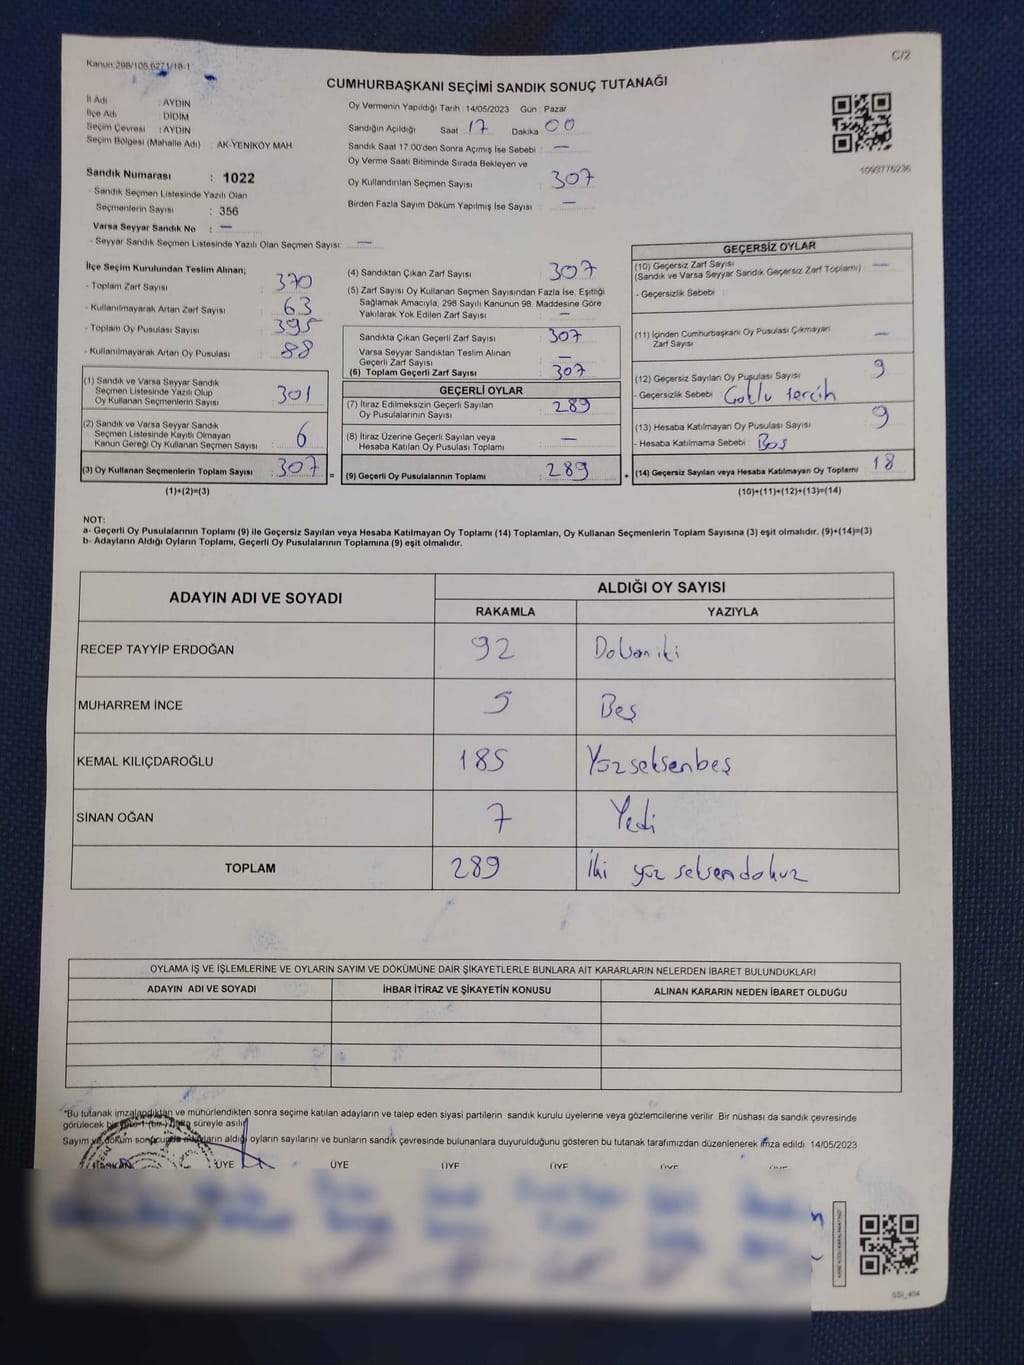 Kanun:298/105,6271/18-1
C/2
CUMHURBAŞKANI SEÇİMİ SANDIK SONUÇ TUTANAĞI
İl Adı : AYDIN
İlçe Adı : DİDİM
Seçim Çevresi : AYDIN
Seçim Bölgesi (Mahalle Adı) : AK-YENİKÖY MAH.
Sandık Numarası : 1022
- Sandık Seçmen Listesinde Yazılı Olan
Seçmenlerin Sayısı : 356
Varsa Seyyar Sandık No : —
- Seyyar Sandık Seçmen Listesinde Yazılı Olan Seçmen Sayısı: —
Oy Vermenin Yapıldığı Tarih : 14/05/2023 Gün : Pazar
Sandığın Açıldığı Saat 17 Dakika 00
Sandık Saat 17:00'den Sonra Açmış İse Sebebi : —
Oy Verme Saati Bitiminde Sırada Bekleyen ve
Oy Kullandırılan Seçmen Sayısı : 307
Birden Fazla Sayım Döküm Yapılmış İse Sayısı : —
1093776236
İlçe Seçim Kurulundan Teslim Alınan;
- Toplam Zarf Sayısı : 370
- Kullanılmayarak Artan Zarf Sayısı : 63
- Toplam Oy Pusulası Sayısı : 395
- Kullanılmayarak Artan Oy Pusulası : 88
(1) Sandık ve Varsa Seyyar Sandık
Seçmen Listesinde Yazılı Olup
Oy Kullanan Seçmenlerin Sayısı : 301
(2) Sandık ve Varsa Seyyar Sandık
Seçmen Listesinde Kayıtlı Olmayan
Kanun Gereği Oy Kullanan Seçmen Sayısı : 6
(3) Oy Kullanan Seçmenlerin Toplam Sayısı : 307
(1)+(2)=(3)
(4) Sandıktan Çıkan Zarf Sayısı : 307
(5) Zarf Sayısı Oy Kullanan Seçmen Sayısından Fazla İse, Eşitliği
Sağlamak Amacıyla, 298 Sayılı Kanunun 98. Maddesine Göre
Yakılarak Yok Edilen Zarf Sayısı : —
Sandıkta Çıkan Geçerli Zarf Sayısı : 307
Varsa Seyyar Sandıktan Teslim Alınan
Geçerli Zarf Sayısı : —
(6) Toplam Geçerli Zarf Sayısı : 307
GEÇERLİ OYLAR
(7) İtiraz Edilmeksizin Geçerli Sayılan
Oy Pusulalarının Sayısı : 289
(8) İtiraz Üzerine Geçerli Sayılan veya
Hesaba Katılan Oy Pusulası Toplamı : —
(9) Geçerli Oy Pusulalarının Toplamı : 289
GEÇERSİZ OYLAR
(10) Geçersiz Zarf Sayısı : —
(Sandık ve Varsa Seyyar Sandık Geçersiz Zarf Toplamı)
- Geçersizlik Sebebi :
(11) İçinden Cumhurbaşkanı Oy Pusulası Çıkmayan
Zarf Sayısı : —
(12) Geçersiz Sayılan Oy Pusulası Sayısı : 9
- Geçersizlik Sebebi : Çoklu tercih
(13) Hesaba Katılmayan Oy Pusulası Sayısı : 9
- Hesaba Katılmama Sebebi : Boş
(14) Geçersiz Sayılan veya Hesaba Katılmayan Oy Toplamı : 18
(10)+(11)+(12)+(13)=(14)
NOT:
a- Geçerli Oy Pusulalarının Toplamı (9) ile Geçersiz Sayılan veya Hesaba Katılmayan Oy Toplamı (14) Toplamları, Oy Kullanan Seçmenlerin Toplam Sayısına (3) eşit olmalıdır. (9)+(14)=(3)
b- Adayların Aldığı Oyların Toplamı, Geçerli Oy Pusulalarının Toplamına (9) eşit olmalıdır.
ADAYIN ADI VE SOYADI ALDIĞI OY SAYISI
RAKAMLA YAZIYLA
RECEP TAYYİP ERDOĞAN 92 Doksan iki
MUHARREM İNCE 5 Beş
KEMAL KILIÇDAROĞLU 185 Yüzseksenbeş
SİNAN OĞAN 7 Yedi
TOPLAM 289 İki yüz seksendokuz
OYLAMA İŞ VE İŞLEMLERİNE VE OYLARIN SAYIM VE DÖKÜMÜNE DAİR ŞİKAYETLERLE BUNLARA AİT KARARLARIN NELERDEN İBARET BULUNDUKLARI
ADAYIN ADI VE SOYADI İHBAR İTİRAZ VE ŞİKAYETİN KONUSU ALINAN KARARIN NEDEN İBARET OLDUĞU
*Bu tutanak imzalandıktan ve mühürlendikten sonra seçime katılan adayların ve talep eden siyasi partilerin sandık kurulu üyelerine veya gözlemcilerine verilir. Bir nüshası da sandık çevresinde
görülecek bir yere 1 (bir) hafta süreyle asılır.
Sayım ve döküm sonucunda adayların aldığı oyların sayılarını ve bunların sandık çevresinde bulunanlara duyurulduğunu gösteren bu tutanak tarafımızdan düzenlenerek imza edildi. 14/05/2023
BAŞKAN ÜYE ÜYE ÜYE ÜYE ÜYE ÜYE